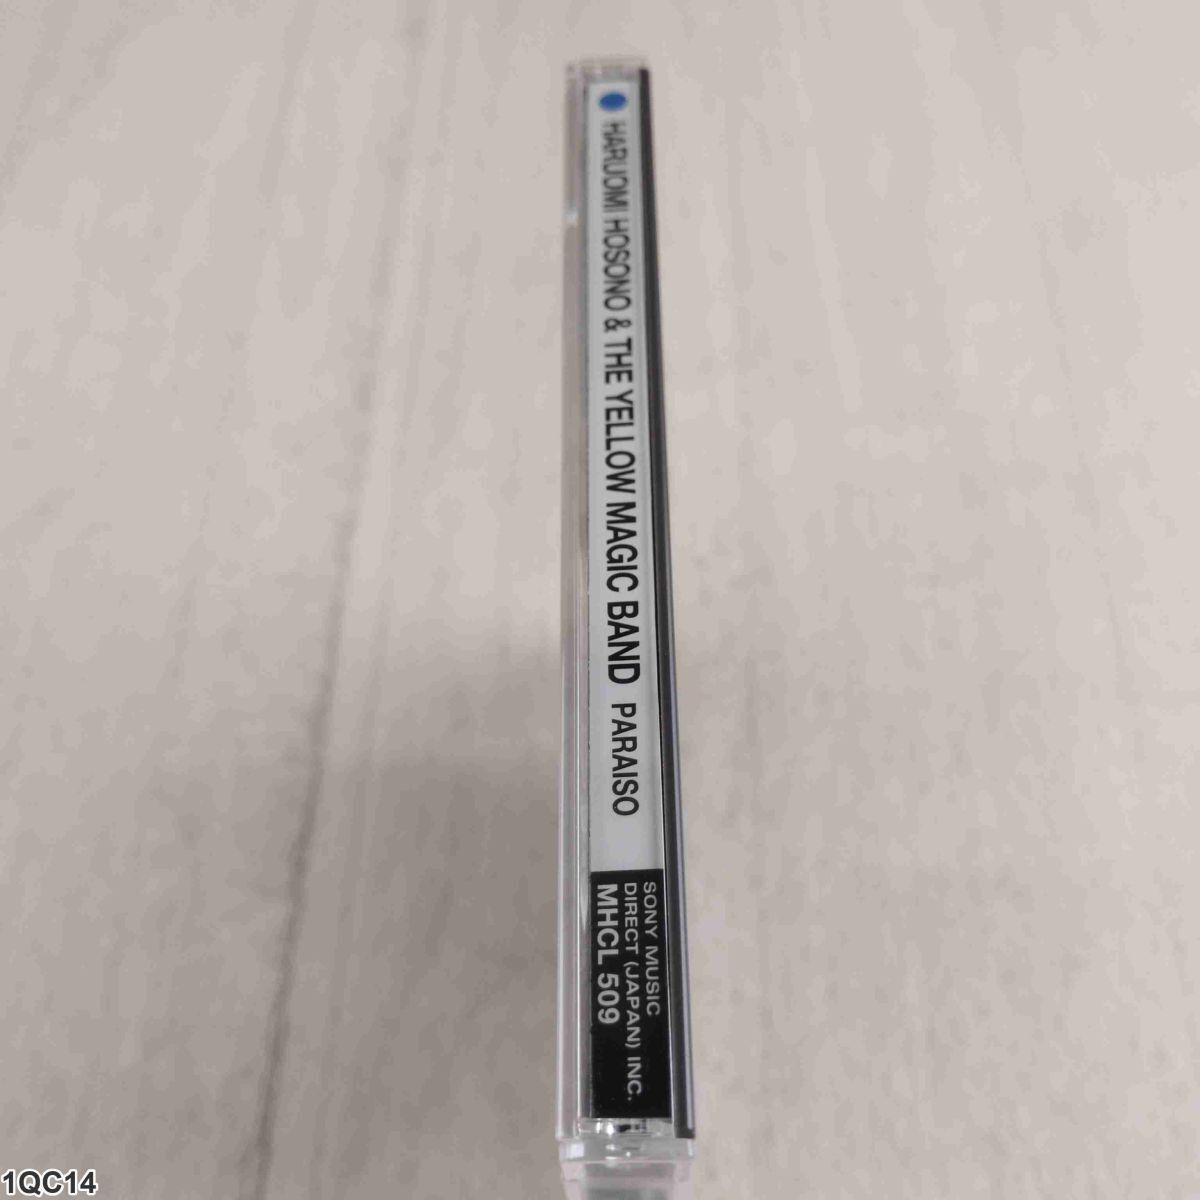 HARUOMI HOSONO & THE YELLOW MAGIC BAND PARAISO
SONY MUSIC
DIRECT (JAPAN) INC.
MHCL 509
1QC14